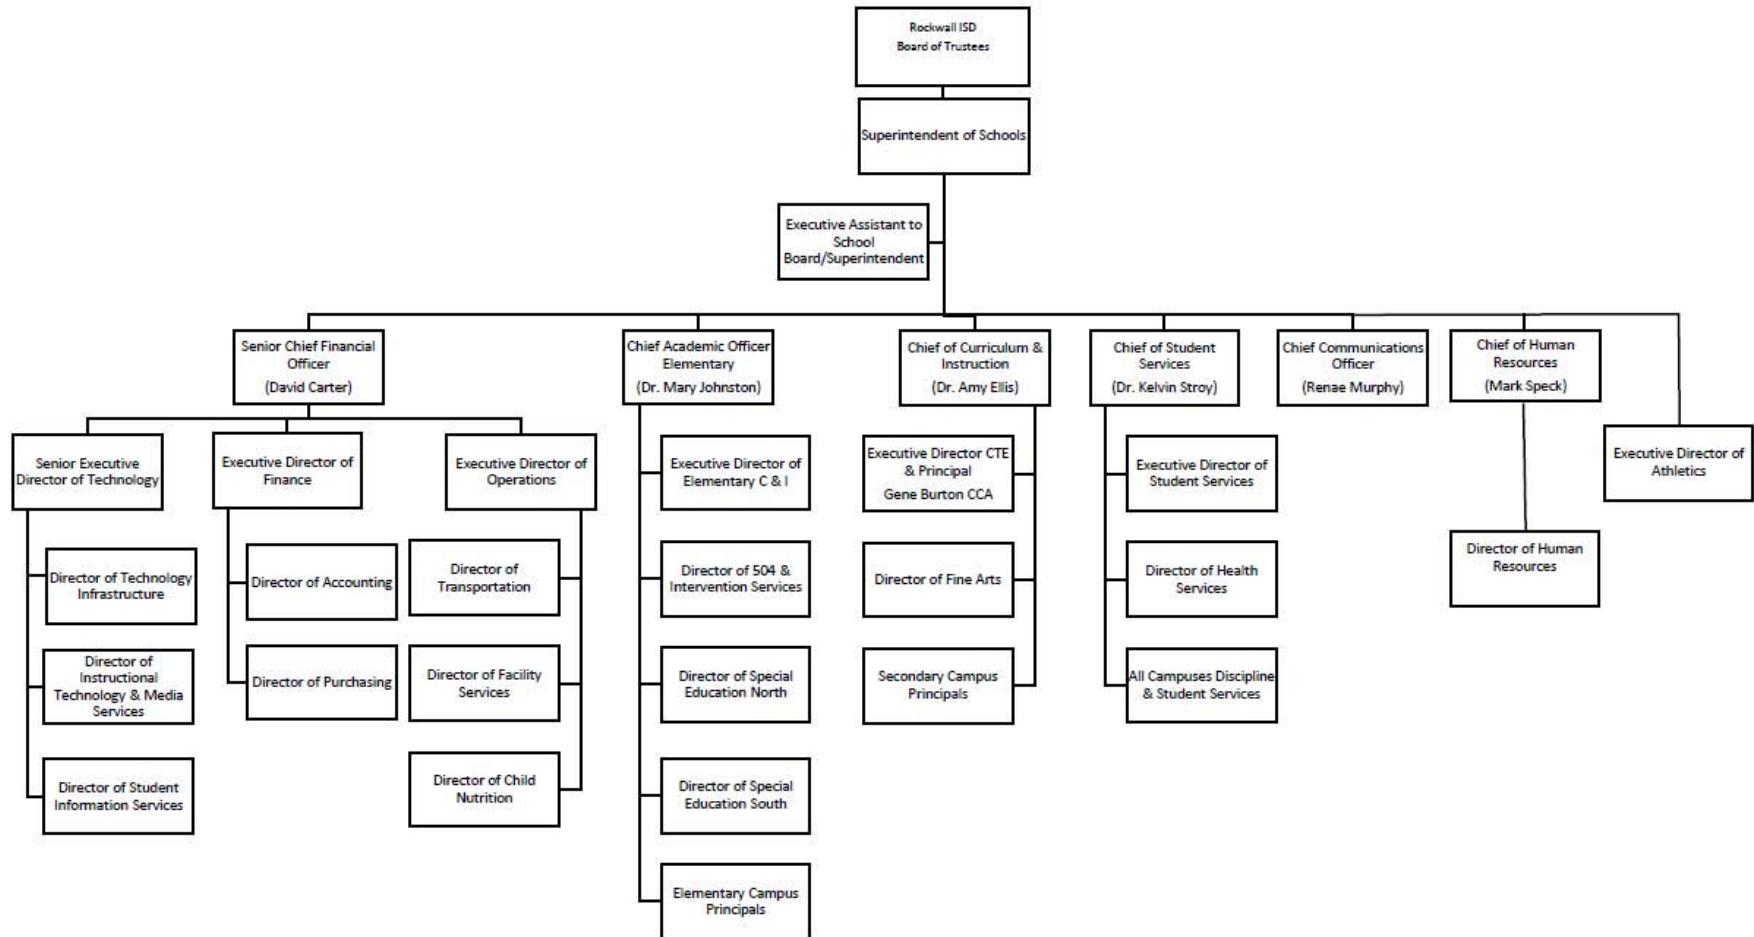 Rockwall ISD
Board of Trustees
Superintendent of Schools
Executive Assistant to
School
Board/Superintendent
Senior Chief Financial
Officer
(David Carter)
Chief Academic Officer
Elementary
(Dr. Mary Johnston)
Chief of Curriculum &
Instruction
(Dr. Amy Ellis)
Chief of Student
Services
(Dr. Kelvin Stroy)
Chief Communications
Officer
(Renae Murphy)
Chief of Human
Resources
(Mark Speck)
Executive Director of
Athletics
Senior Executive
Director of Technology
Executive Director of
Finance
Executive Director of
Operations
Executive Director of
Elementary C & I
Executive Director CTE
& Principal
Gene Burton CCA
Executive Director of
Student Services
Director of Human
Resources
Director of Technology
Infrastructure
Director of Accounting
Director of
Transportation
Director of 504 &
Intervention Services
Director of Fine Arts
Director of Health
Services
Director of
Instructional
Technology & Media
Services
Director of Purchasing
Director of Facility
Services
Director of Special
Education North
Secondary Campus
Principals
All Campuses Discipline
& Student Services
Director of Student
Information Services
Director of Child
Nutrition
Director of Special
Education South
Elementary Campus
Principals